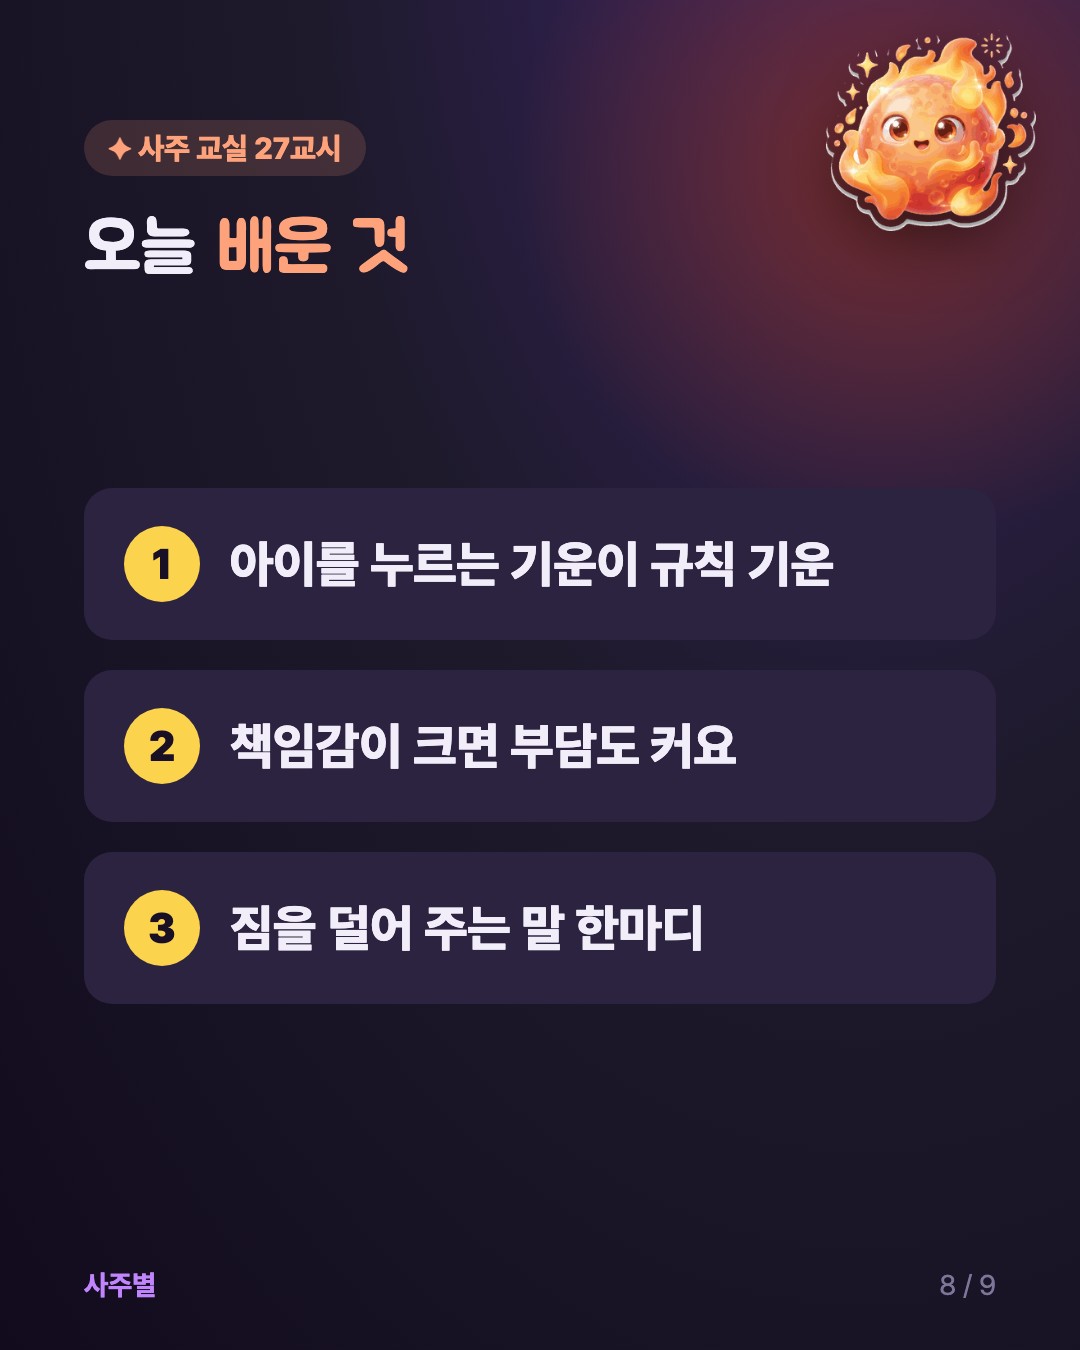 사주 교실 27교시
오늘 배운 것
1 아이를 누르는 기운이 규칙 기운
2 책임감이 크면 부담도 커요
3 짐을 덜어 주는 말 한마디
사주별
8 / 9